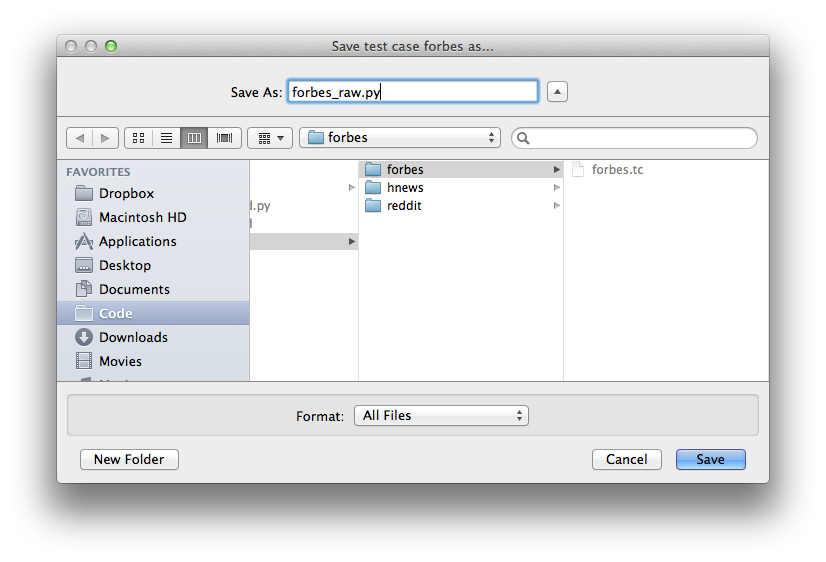 Save test case forbes as...
Save As: forbes_raw.py
forbes
FAVORITES
Dropbox
Macintosh HD
Applications
Desktop
Documents
Code
Downloads
Movies
d.py
forbes
hnews
reddit
forbes.tc
Format: All Files
New Folder
Cancel
Save